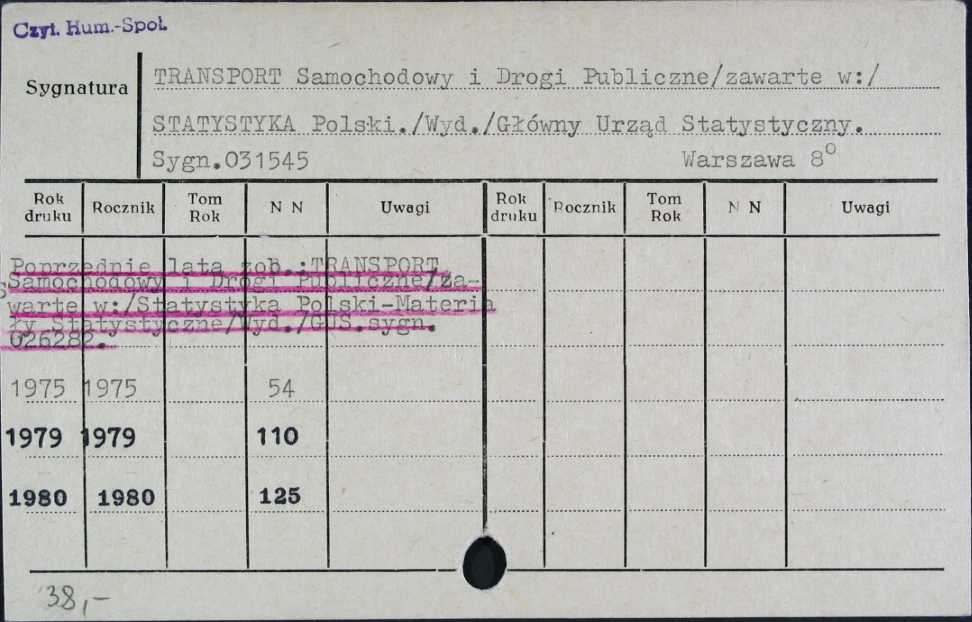 Czyt. Hum.-Społ.
Sygnatura
TRANSPORT Samochodowy i Drogi Publiczne/zawarte w:/
STATYSTYKA Polski./Wyd./Główny Urząd Statystyczny.
Sygn.031545 Warszawa 8°
Rok druku Rocznik Tom Rok N N Uwagi Rok druku Rocznik Tom Rok N N Uwagi
Poprzednie lata zob.:TRANSPORT
Samochodowy i Drogi Publiczne/za-
warte w:/Statystyka Polski-Materia
ły Statystyczne/Wyd./GUS.sygn.
026282.
1975 1975 54
1979 1979 110
1980 1980 125
38,-